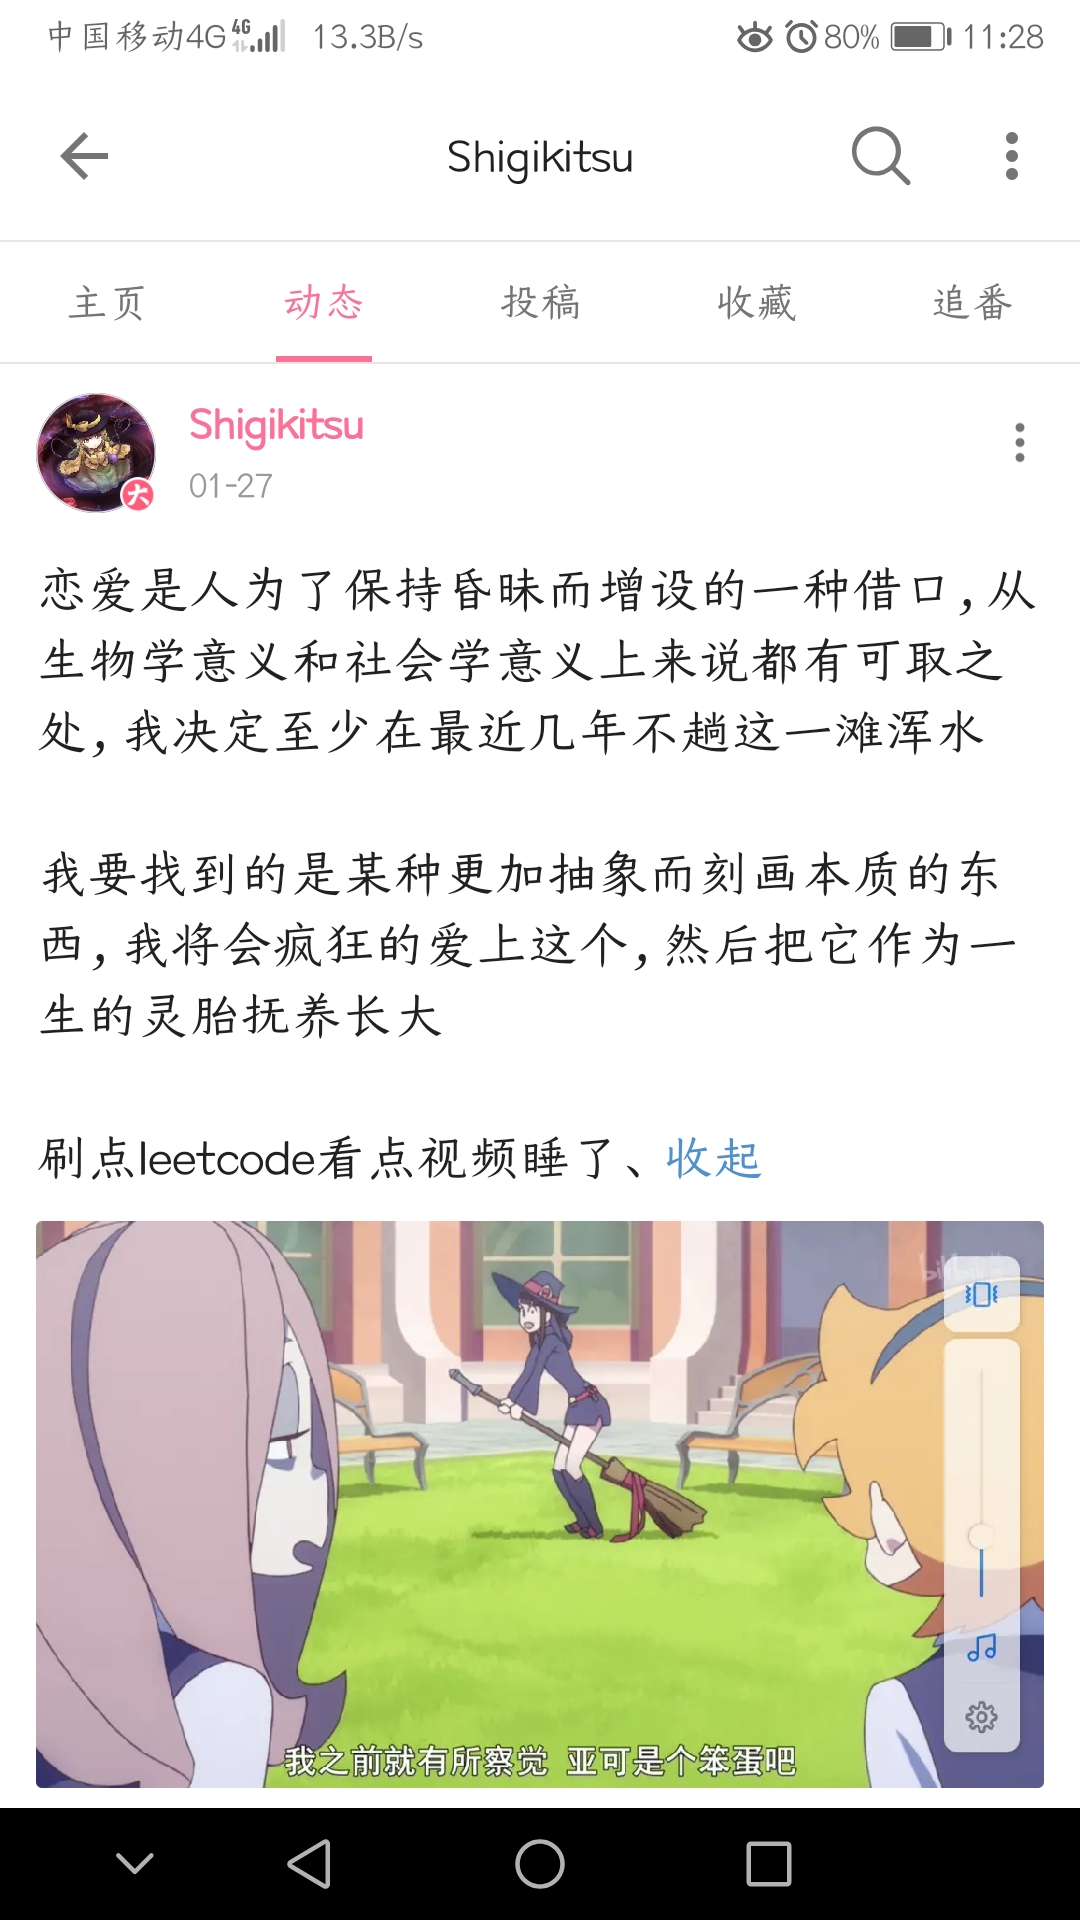 中国移动4G 4G 13.3B/s 80% 11:28
Shigikitsu
主页 动态 投稿 收藏 追番
Shigikitsu
大
01-27
恋爱是人为了保持昏昧而增设的一种借口,从
生物学意义和社会学意义上来说都有可取之
处,我决定至少在最近几年不趟这一滩浑水
我要找到的是某种更加抽象而刻画本质的东
西,我将会疯狂的爱上这个,然后把它作为一
生的灵胎抚养长大
刷点leetcode看点视频睡了、收起
bilibili
我之前就有所察觉 亚可是个笨蛋吧